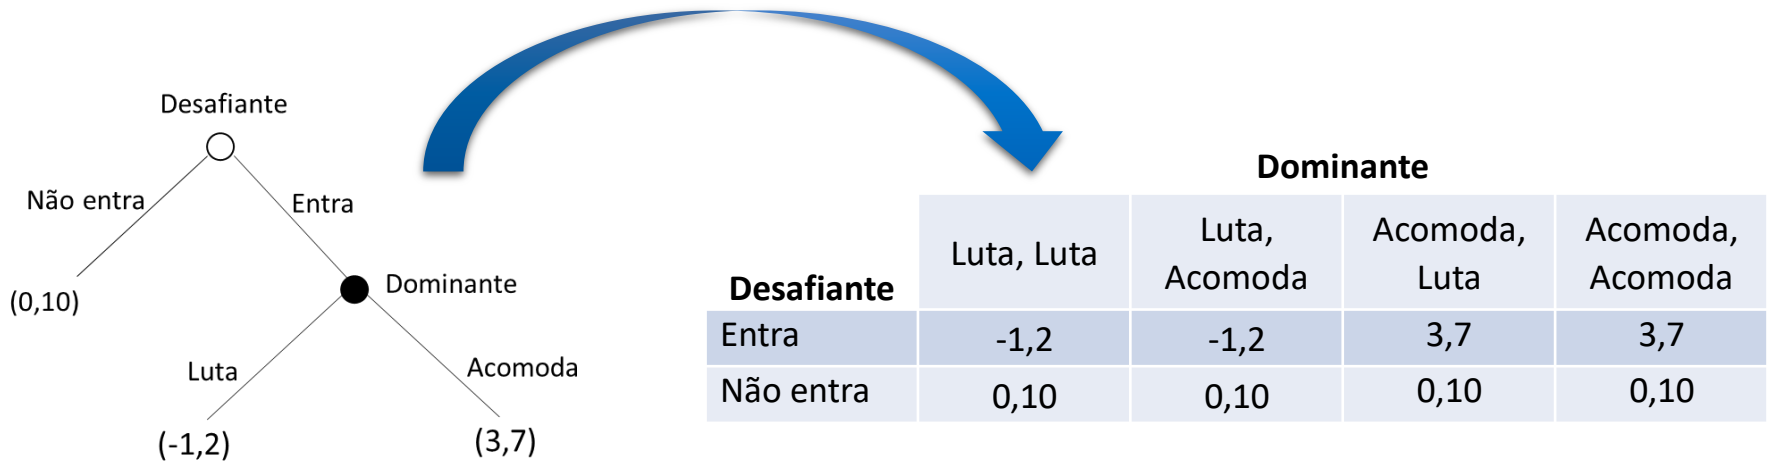 Desafiante
Não entra
Entra
(0,10)
Dominante
Luta
Acomoda
(-1,2)
(3,7)
Dominante
Desafiante
Luta, Luta
Luta,
Acomoda
Acomoda,
Luta
Acomoda,
Acomoda
Entra -1,2 -1,2 3,7 3,7
Não entra 0,10 0,10 0,10 0,10